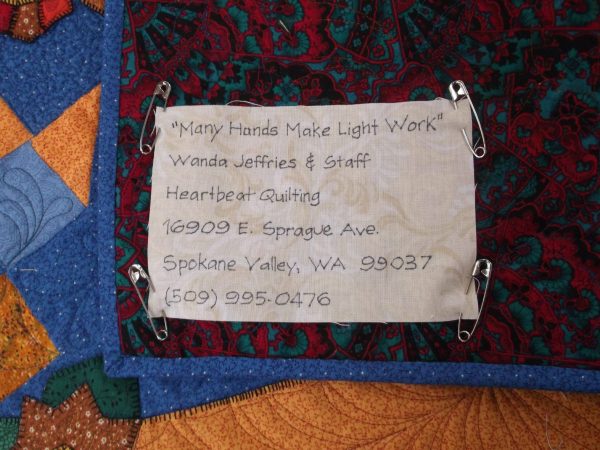 "Many Hands Make Light Work"
Wanda Jeffries & Staff
Heartbeat Quilting
16909 E. Sprague Ave.
Spokane Valley, WA 99037
(509) 995-0476